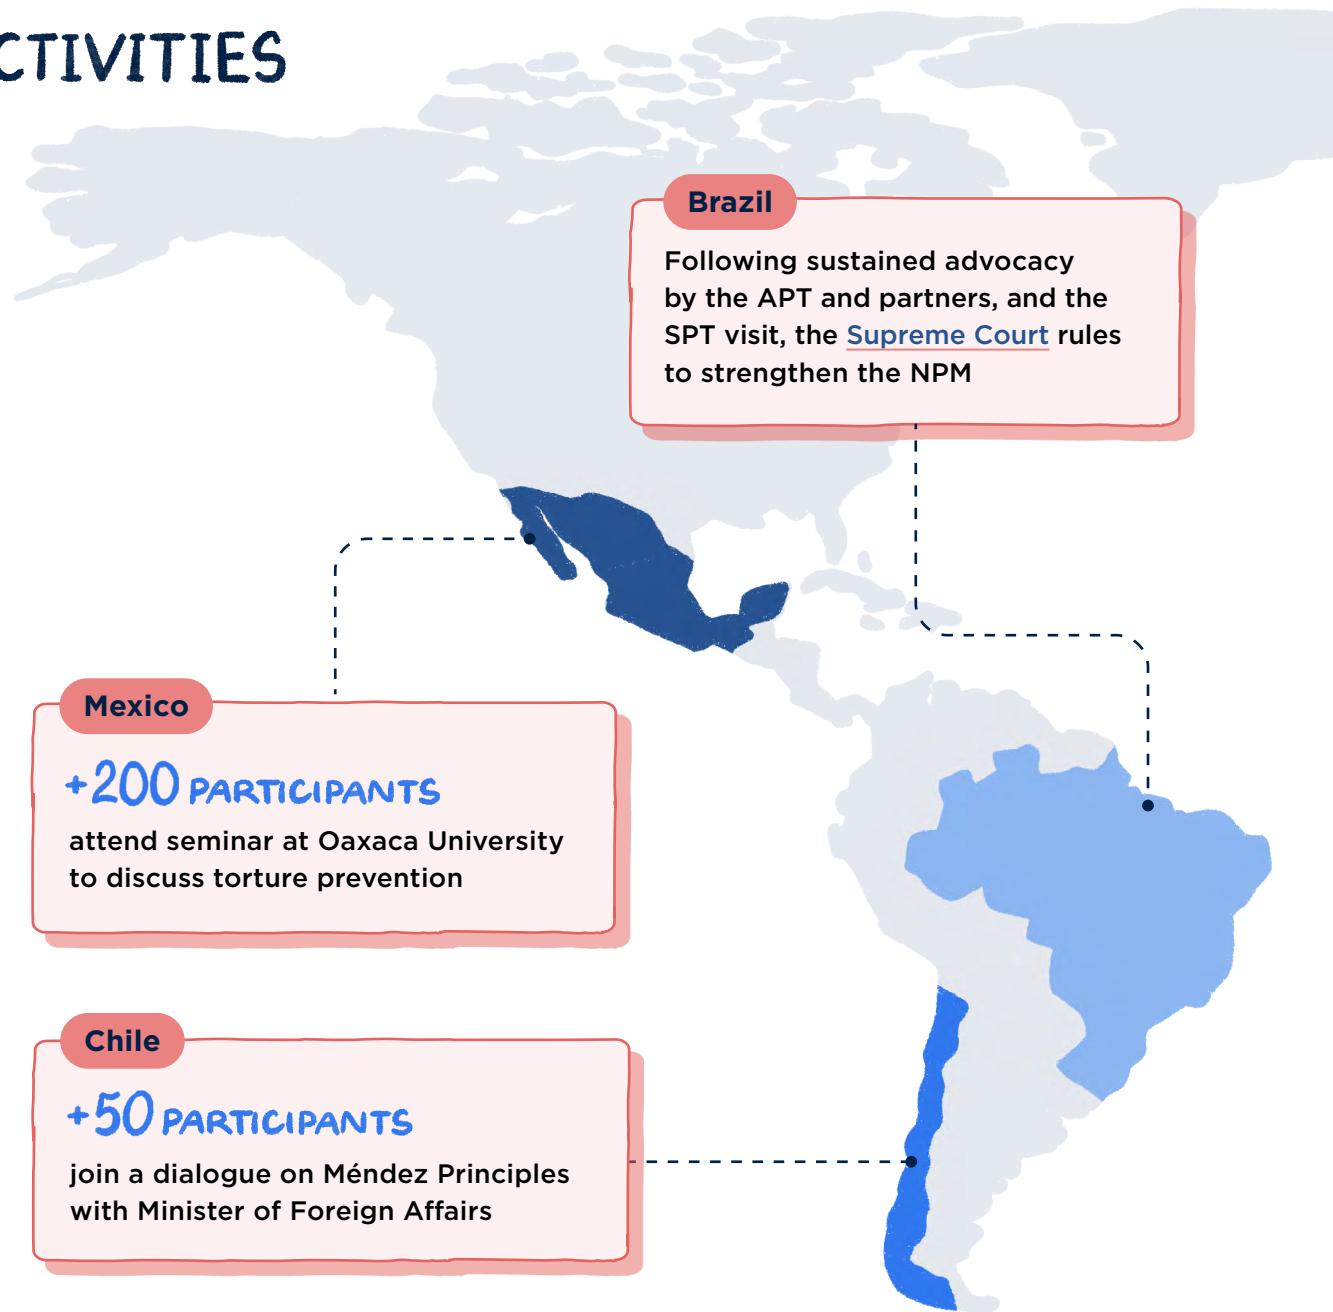 CTIVITIES
Brazil
Following sustained advocacy
by the APT and partners, and the
SPT visit, the Supreme Court rules
to strengthen the NPM
Mexico
+200 PARTICIPANTS
attend seminar at Oaxaca University
to discuss torture prevention
Chile
+50 PARTICIPANTS
join a dialogue on Méndez Principles
with Minister of Foreign Affairs